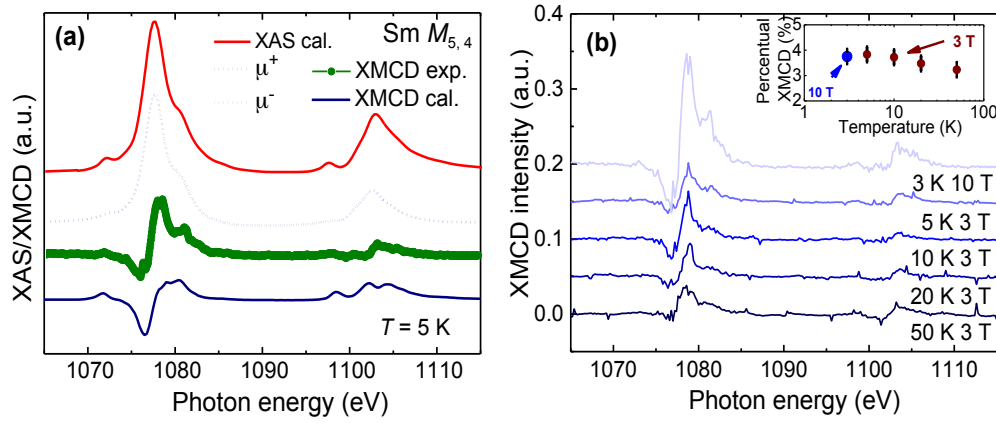 (a)
Sm M5, 4
XAS cal.
μ+
μ-
XMCD exp.
XMCD cal.
T = 5 K
XAS/XMCD (a.u.)
1070 1080 1090 1100 1110
Photon energy (eV)
(b)
XMCD intensity (a.u.)
0.4
0.3
0.2
0.1
0.0
Percentual
XMCD (%)
5
4
3
2
3 T
10 T
1 10 100
Temperature (K)
3 K 10 T
5 K 3 T
10 K 3 T
20 K 3 T
50 K 3 T
1070 1080 1090 1100 1110
Photon energy (eV)